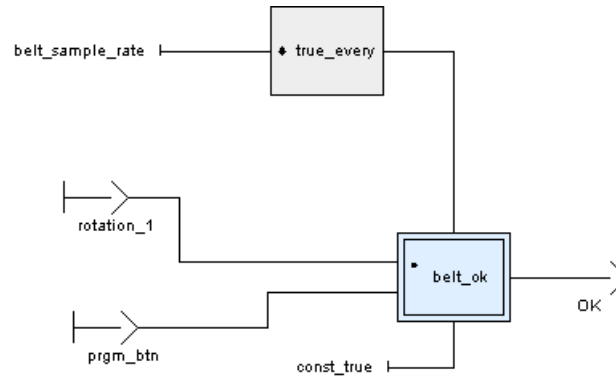 belt_sample_rate
true_every
rotation_1
belt_ok
OK
prgm_btn
const_true